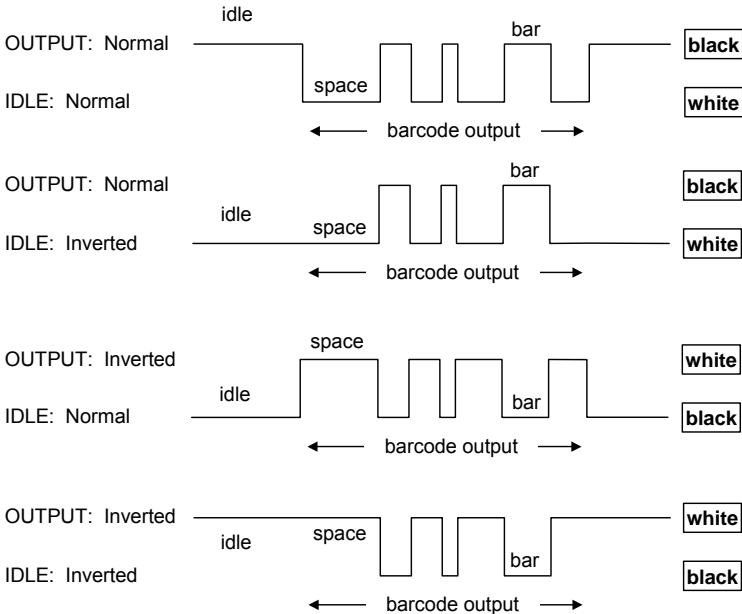 idle
OUTPUT: Normal
bar
black
space
IDLE: Normal
white
barcode output
OUTPUT: Normal
bar
black
idle
space
IDLE: Inverted
white
barcode output
space
OUTPUT: Inverted
white
idle
bar
IDLE: Normal
black
barcode output
OUTPUT: Inverted
white
idle
space
bar
IDLE: Inverted
black
barcode output